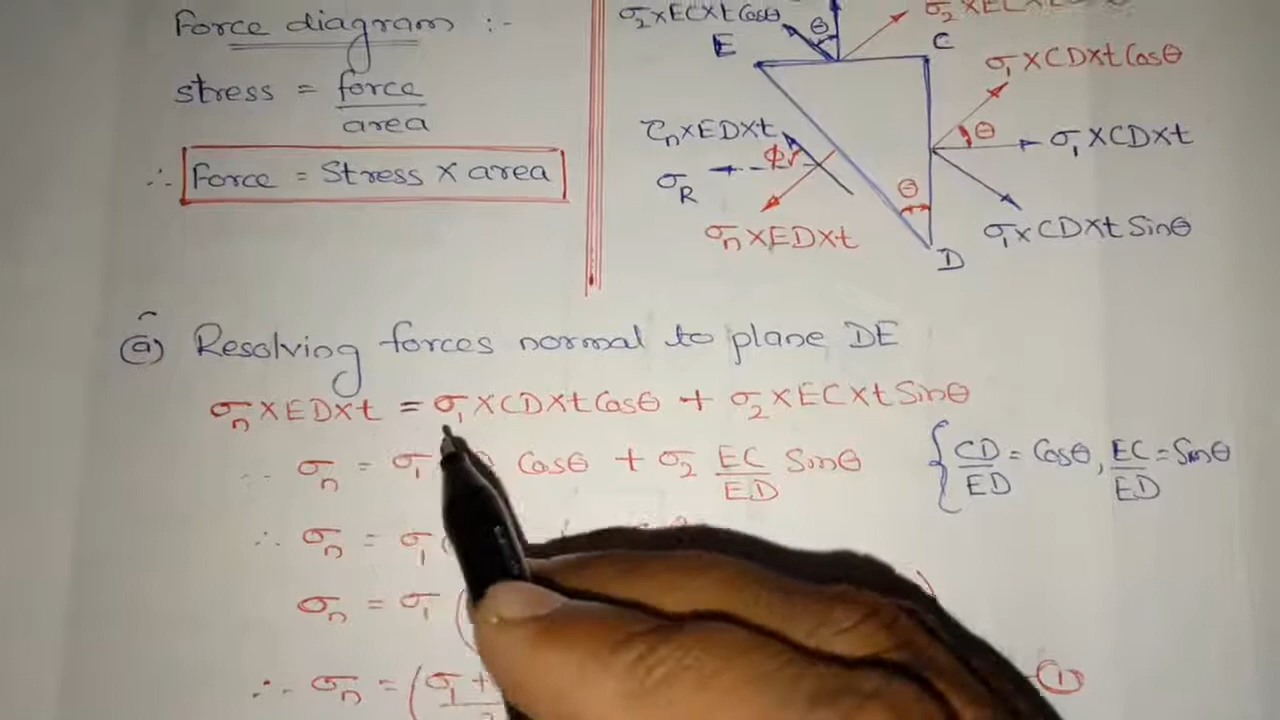 Force diagram :-
stress = force / area
∴ Force = Stress × area
σ₂×EC×t Cosθ
θ
E
C
σ₁×CD×t Cosθ
τn×ED×t
ϕ
θ
σ₁×CD×t
σR
θ
σn×ED×t
σ₁×CD×t Sinθ
D
(a) Resolving forces normal to plane DE
σn×ED×t = σ₁×CD×t Cosθ + σ₂×EC×t Sinθ
∴ σn = σ₁ Cosθ + σ₂ EC/ED Sinθ { CD/ED = Cosθ, EC/ED = Sinθ
∴ σn = σ₁
σn = σ₁ (
∴ σn = (σ₁ + (1)